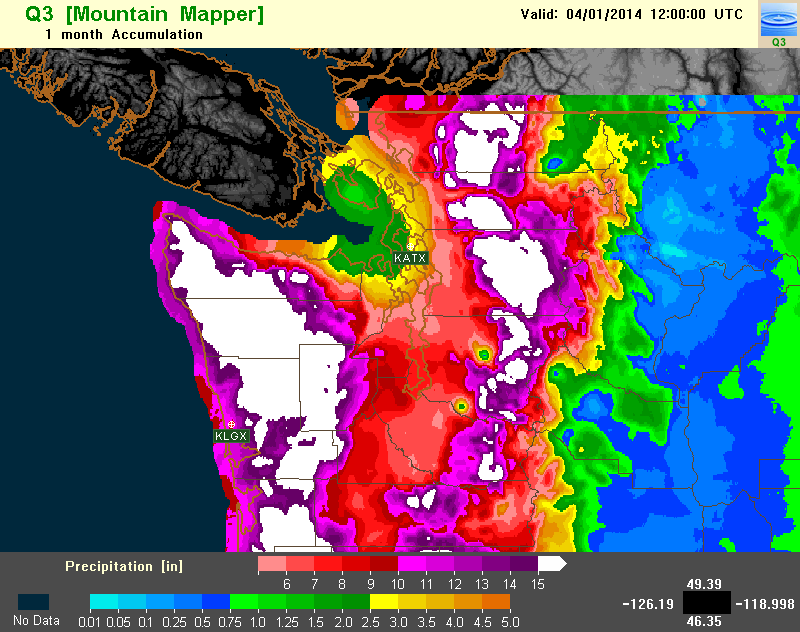 Q3 [Mountain Mapper]
1 month Accumulation
Valid: 04/01/2014 12:00:00 UTC
Q3
KATX
KLGX
Precipitation [in]
6 7 8 9 10 11 12 13 14 15
No Data
0.01 0.05 0.1 0.25 0.5 0.75 1.0 1.25 1.5 2.0 2.5 3.0 3.5 4.0 4.5 5.0
49.39
-126.19 -118.998
46.35